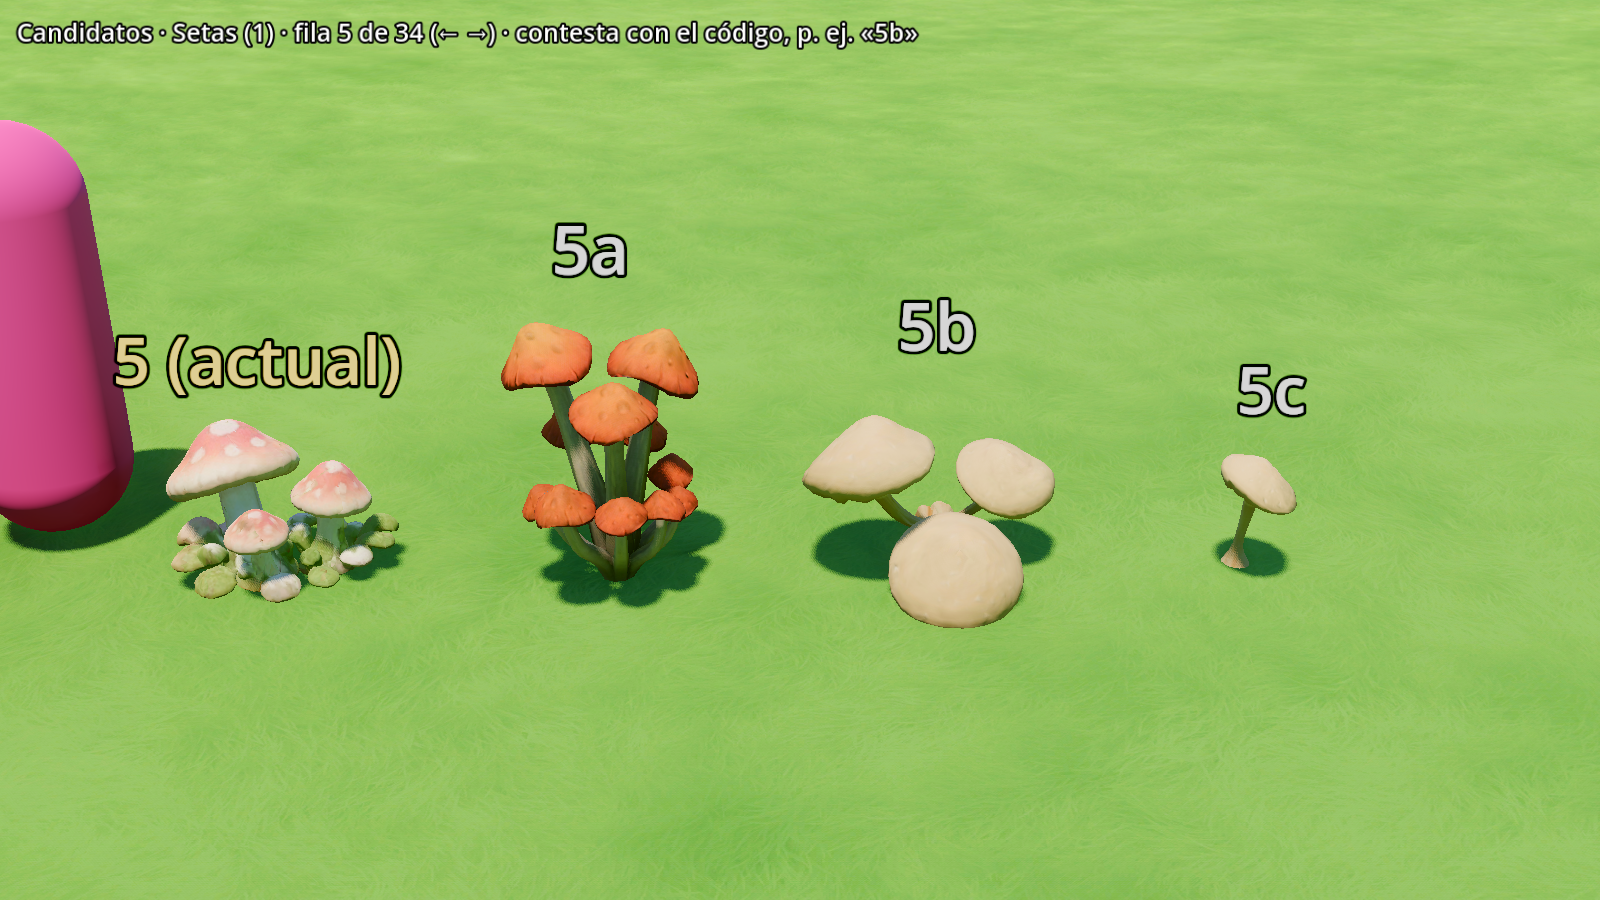 Candidatos · Setas (1) · fila 5 de 34 (← →) · contesta con el código, p. ej. «5b»
5a
5b
5 (actual)
5c